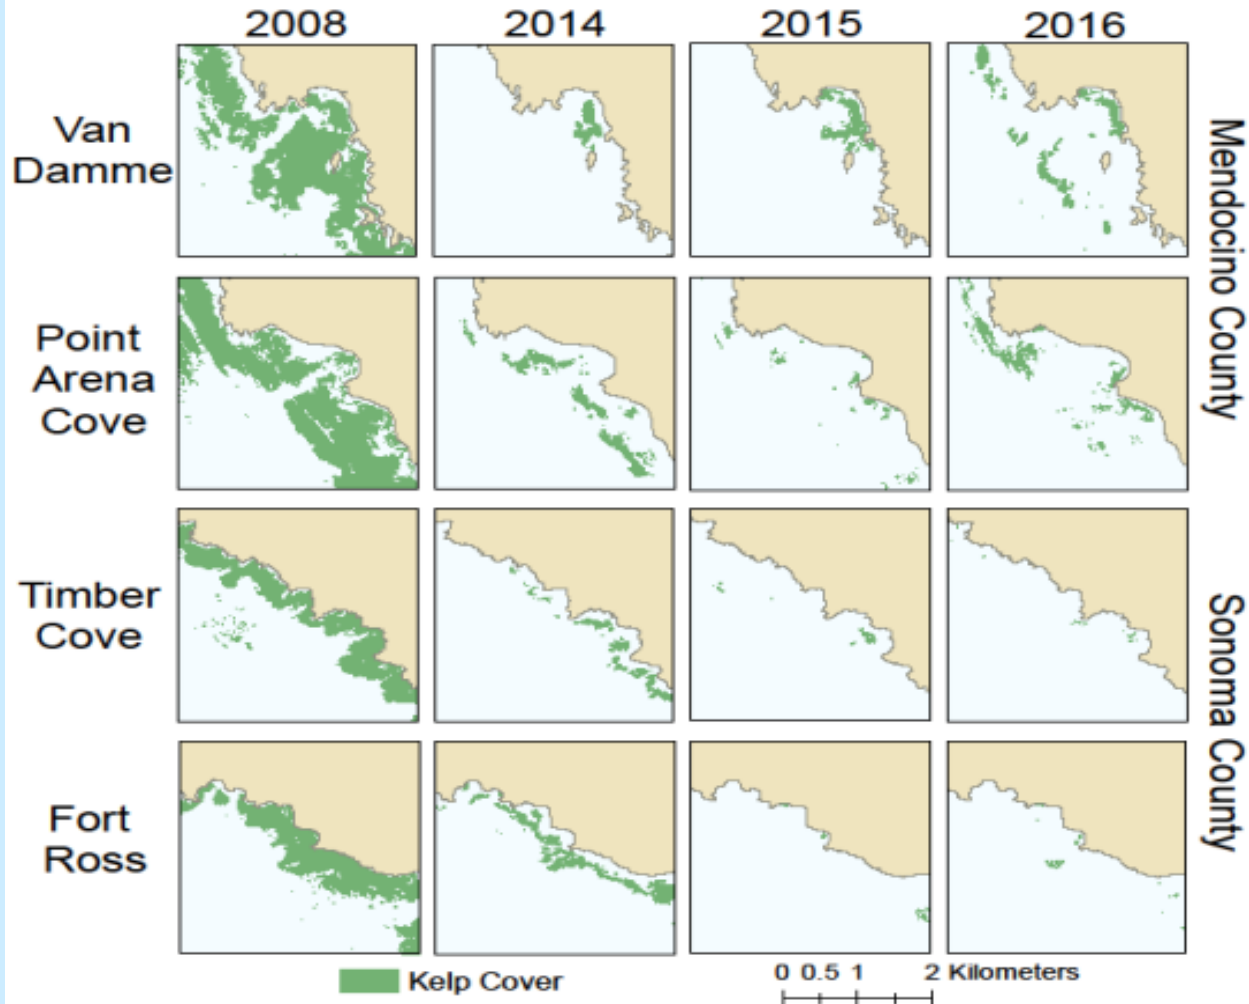 2008 2014 2015 2016
Van
Damme
Point
Arena
Cove
Timber
Cove
Fort
Ross
Mendocino County
Sonoma County
Kelp Cover
0 0.5 1 2 Kilometers